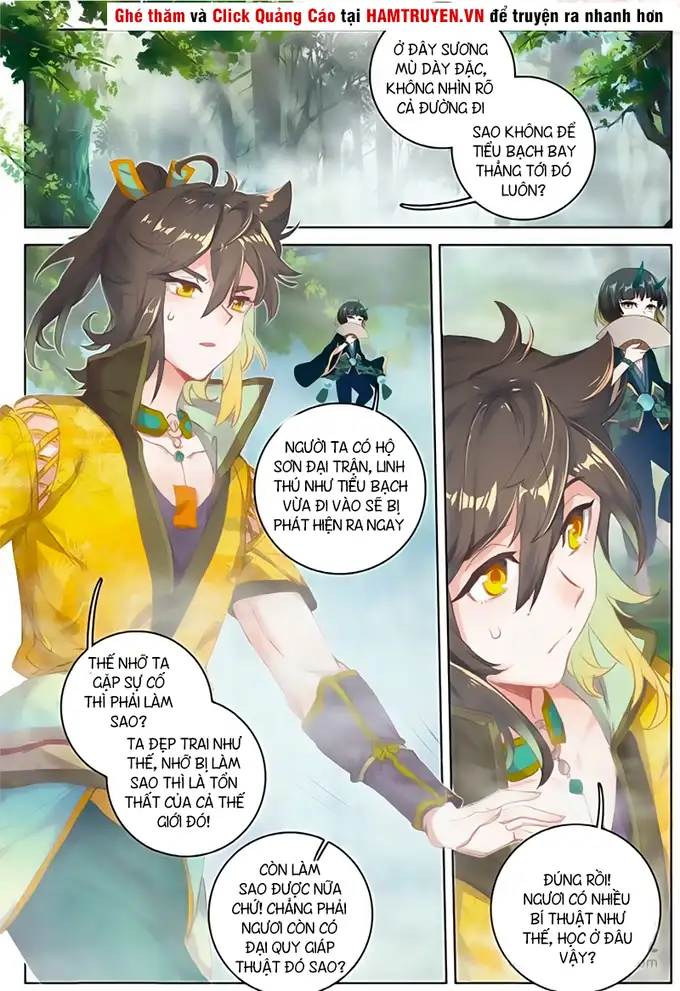 Ghé thăm và Click Quảng Cáo tại HAMTRUYEN.VN để truyện ra nhanh hơn
Ở ĐÂY SƯƠNG
MÙ DÀY ĐẶC,
KHÔNG NHÌN RÕ
CẢ ĐƯỜNG ĐI
SAO KHÔNG ĐỂ
TIỂU BẠCH BAY
THẲNG TỚI ĐÓ
LUÔN?
NGƯỜI TA CÓ HỘ
SƠN ĐẠI TRẬN, LINH
THÚ NHƯ TIỂU BẠCH
VỪA ĐI VÀO SẼ BỊ
PHÁT HIỆN RA NGAY
THẾ NHỠ TA
GẶP SỰ CỐ
THÌ PHẢI LÀM
SAO?
TA ĐẸP TRAI NHƯ
THẾ, NHỠ BỊ LÀM
SAO THÌ LÀ TỔN
THẤT CỦA CẢ THẾ
GIỚI ĐÓ!
CÒN LÀM
SAO ĐƯỢC NỮA
CHỨ! CHẲNG PHẢI
NGƯƠI CÒN CÓ
ĐẠI QUY GIÁP
THUẬT ĐÓ SAO?
ĐÚNG RỒI!
NGƯƠI CÓ NHIỀU
BÍ THUẬT NHƯ
THẾ, HỌC Ở ĐÂU
VẬY?